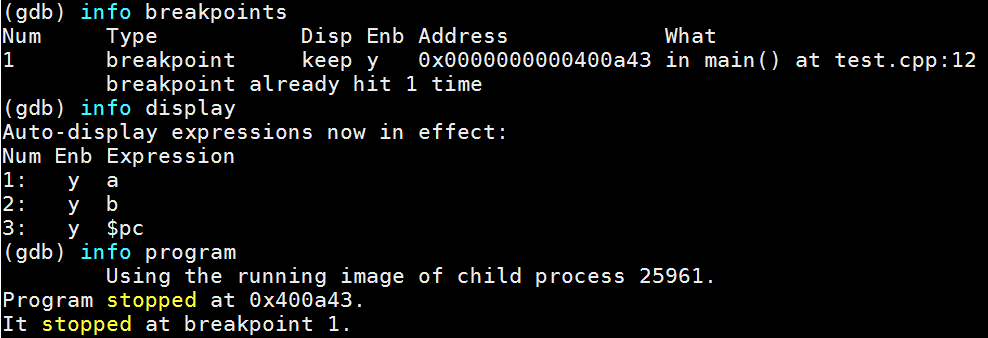 (gdb) info breakpoints
Num     Type           Disp Enb Address            What
1       breakpoint     keep y   0x0000000000400a43 in main() at test.cpp:12
        breakpoint already hit 1 time
(gdb) info display
Auto-display expressions now in effect:
Num Enb Expression
1:   y  a
2:   y  b
3:   y  $pc
(gdb) info program
        Using the running image of child process 25961.
Program stopped at 0x400a43.
It stopped at breakpoint 1.